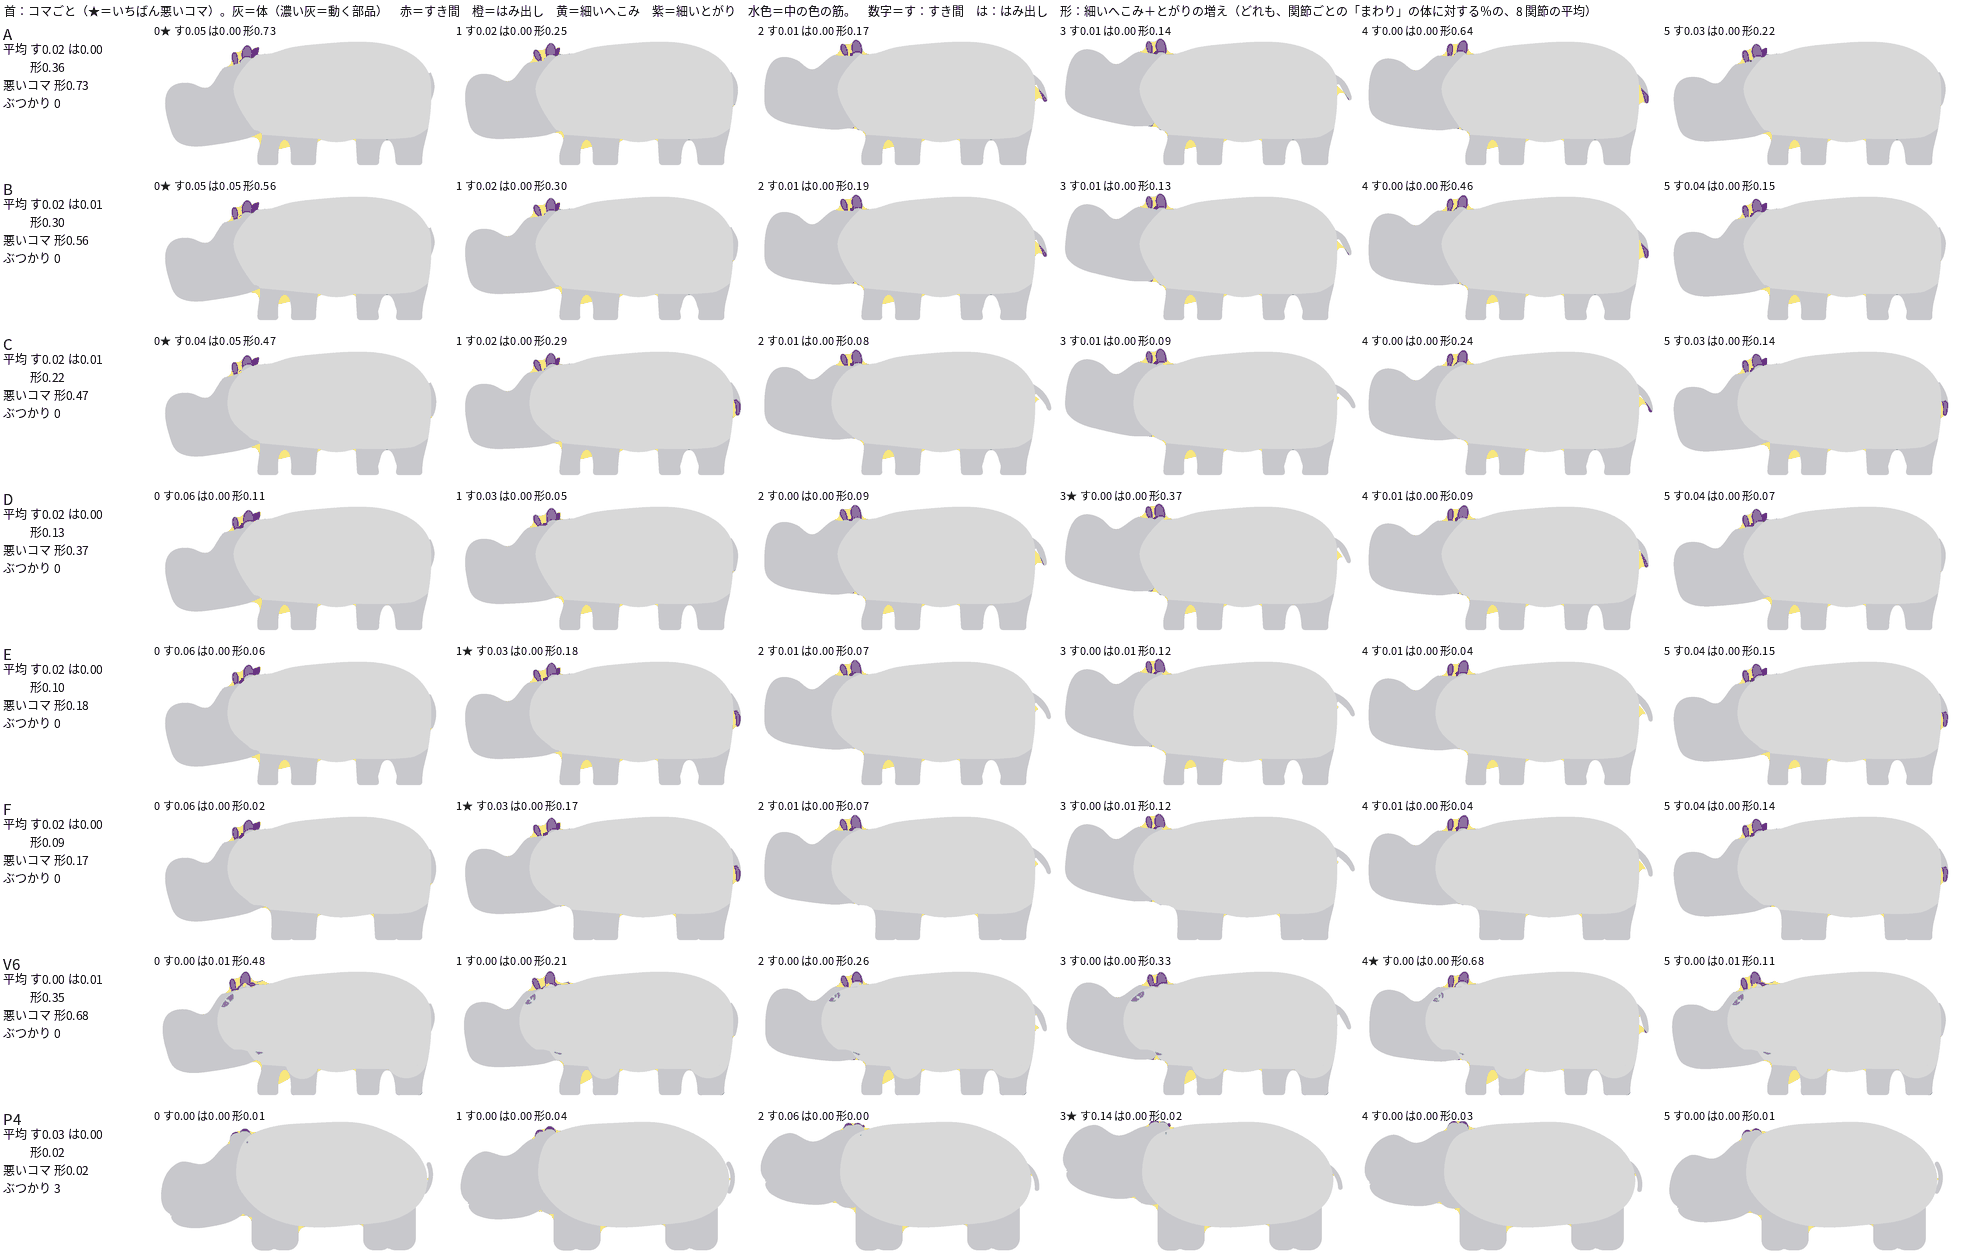 首：コマごと（★＝いちばん悪いコマ）。灰＝体（濃い灰＝動く部品）　赤＝すき間　橙＝はみ出し　黄＝細いへこみ　紫＝細いとがり　水色＝中の色の筋。　数字＝す：すき間　は：はみ出し　形：細いへこみ＋とがりの増え（どれも、関節ごとの「まわり」の体に対する％の、8 関節の平均）
A
平均 す0.02 は0.00
形0.36
悪いコマ 形0.73
ぶつかり 0
0★ す0.05 は0.00 形0.73
1 す0.02 は0.00 形0.25
2 す0.01 は0.00 形0.17
3 す0.01 は0.00 形0.14
4 す0.00 は0.00 形0.64
5 す0.03 は0.00 形0.22
B
平均 す0.02 は0.01
形0.30
悪いコマ 形0.56
ぶつかり 0
0★ す0.05 は0.05 形0.56
1 す0.02 は0.00 形0.30
2 す0.01 は0.00 形0.19
3 す0.01 は0.00 形0.13
4 す0.00 は0.00 形0.46
5 す0.04 は0.00 形0.15
C
平均 す0.02 は0.01
形0.22
悪いコマ 形0.47
ぶつかり 0
0★ す0.04 は0.05 形0.47
1 す0.02 は0.00 形0.29
2 す0.01 は0.00 形0.08
3 す0.01 は0.00 形0.09
4 す0.00 は0.00 形0.24
5 す0.03 は0.00 形0.14
D
平均 す0.02 は0.00
形0.13
悪いコマ 形0.37
ぶつかり 0
0 す0.06 は0.00 形0.11
1 す0.03 は0.00 形0.05
2 す0.00 は0.00 形0.09
3★ す0.00 は0.00 形0.37
4 す0.01 は0.00 形0.09
5 す0.04 は0.00 形0.07
E
平均 す0.02 は0.00
形0.10
悪いコマ 形0.18
ぶつかり 0
0 す0.06 は0.00 形0.06
1★ す0.03 は0.00 形0.18
2 す0.01 は0.00 形0.07
3 す0.00 は0.01 形0.12
4 す0.01 は0.00 形0.04
5 す0.04 は0.00 形0.15
F
平均 す0.02 は0.00
形0.09
悪いコマ 形0.17
ぶつかり 0
0 す0.06 は0.00 形0.02
1★ す0.03 は0.00 形0.17
2 す0.01 は0.00 形0.07
3 す0.00 は0.01 形0.12
4 す0.01 は0.00 形0.04
5 す0.04 は0.00 形0.14
V6
平均 す0.00 は0.01
形0.35
悪いコマ 形0.68
ぶつかり 0
0 す0.00 は0.01 形0.48
1 す0.00 は0.00 形0.21
2 す0.00 は0.00 形0.26
3 す0.00 は0.00 形0.33
4★ す0.00 は0.00 形0.68
5 す0.00 は0.01 形0.11
P4
平均 す0.03 は0.00
形0.02
悪いコマ 形0.02
ぶつかり 3
0 す0.00 は0.00 形0.01
1 す0.00 は0.00 形0.04
2 す0.06 は0.00 形0.00
3★ す0.14 は0.00 形0.02
4 す0.00 は0.00 形0.03
5 す0.00 は0.00 形0.01